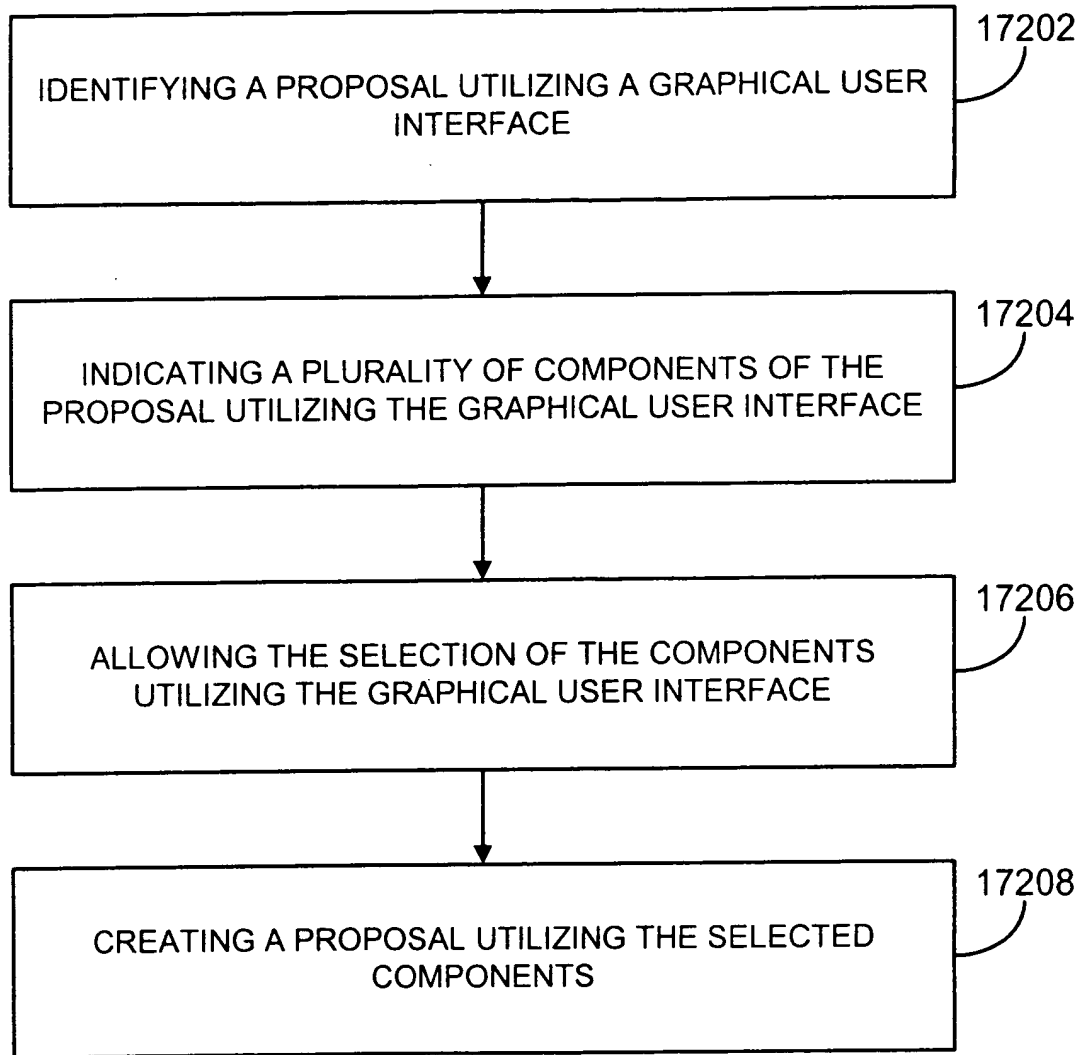 17202
IDENTIFYING A PROPOSAL UTILIZING A GRAPHICAL USER
INTERFACE
17204
INDICATING A PLURALITY OF COMPONENTS OF THE
PROPOSAL UTILIZING THE GRAPHICAL USER INTERFACE
17206
ALLOWING THE SELECTION OF THE COMPONENTS
UTILIZING THE GRAPHICAL USER INTERFACE
17208
CREATING A PROPOSAL UTILIZING THE SELECTED
COMPONENTS